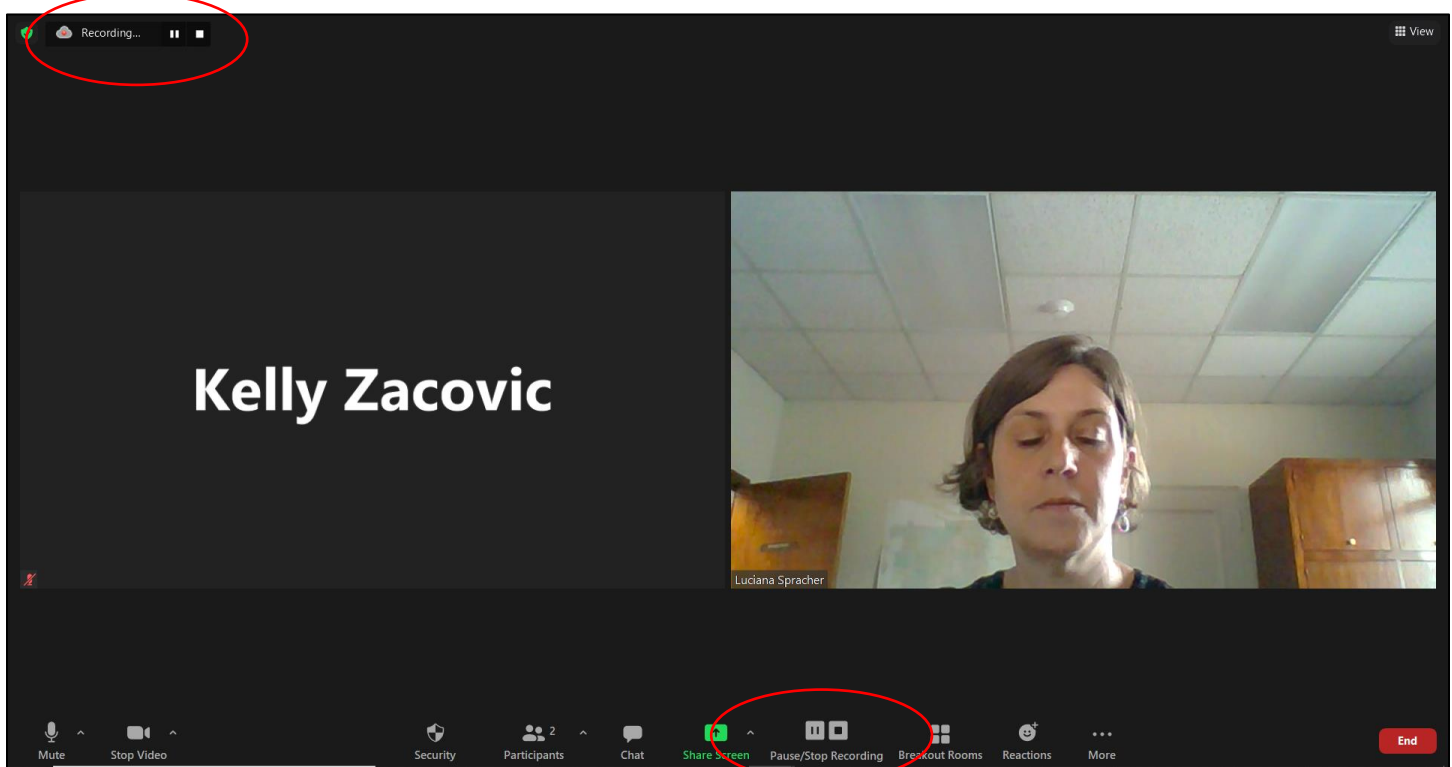 Recording...
View
Kelly Zacovic
Luciana Spracher
2
Mute
Stop Video
Security
Participants
Chat
Share Screen
Pause/Stop Recording
Breakout Rooms
Reactions
More
End